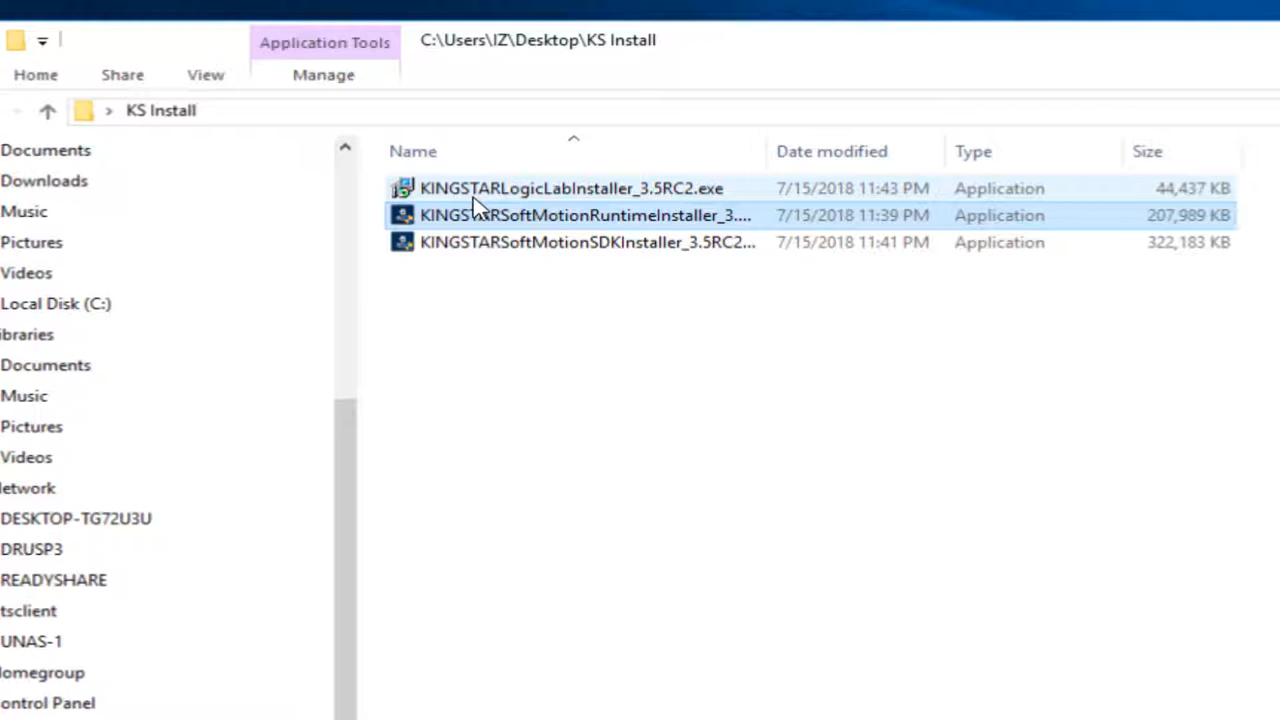 Application Tools C:\Users\IZ\Desktop\KS Install
Home Share View Manage
KS Install
Name Date modified Type Size
KINGSTARLogicLabInstaller_3.5RC2.exe 7/15/2018 11:43 PM Application 44,437 KB
KINGSTARSoftMotionRuntimeInstaller_3.... 7/15/2018 11:39 PM Application 207,989 KB
KINGSTARSoftMotionSDKInstaller_3.5RC2... 7/15/2018 11:41 PM Application 322,183 KB
Documents
Downloads
Music
Pictures
Videos
Local Disk (C:)
ibraries
Documents
Music
Pictures
Videos
letwork
DESKTOP-TG72U3U
DRUSP3
READYSHARE
tsclient
UNAS-1
lomegroup
ontrol Panel